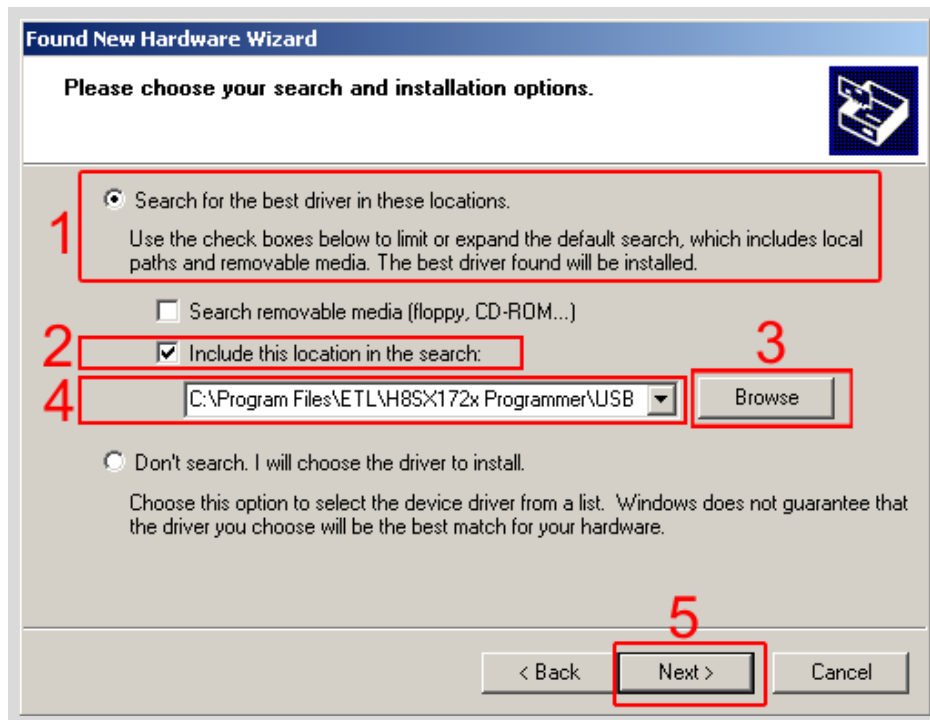 Found New Hardware Wizard
Please choose your search and installation options.
1
Search for the best driver in these locations.
Use the check boxes below to limit or expand the default search, which includes local
paths and removable media. The best driver found will be installed.
Search removable media (floppy, CD-ROM...)
2
Include this location in the search:
3
4
C:\Program Files\ETL\H8SX172x Programmer\USB
Browse
Don't search. I will choose the driver to install.
Choose this option to select the device driver from a list. Windows does not guarantee that
the driver you choose will be the best match for your hardware.
5
< Back
Next >
Cancel